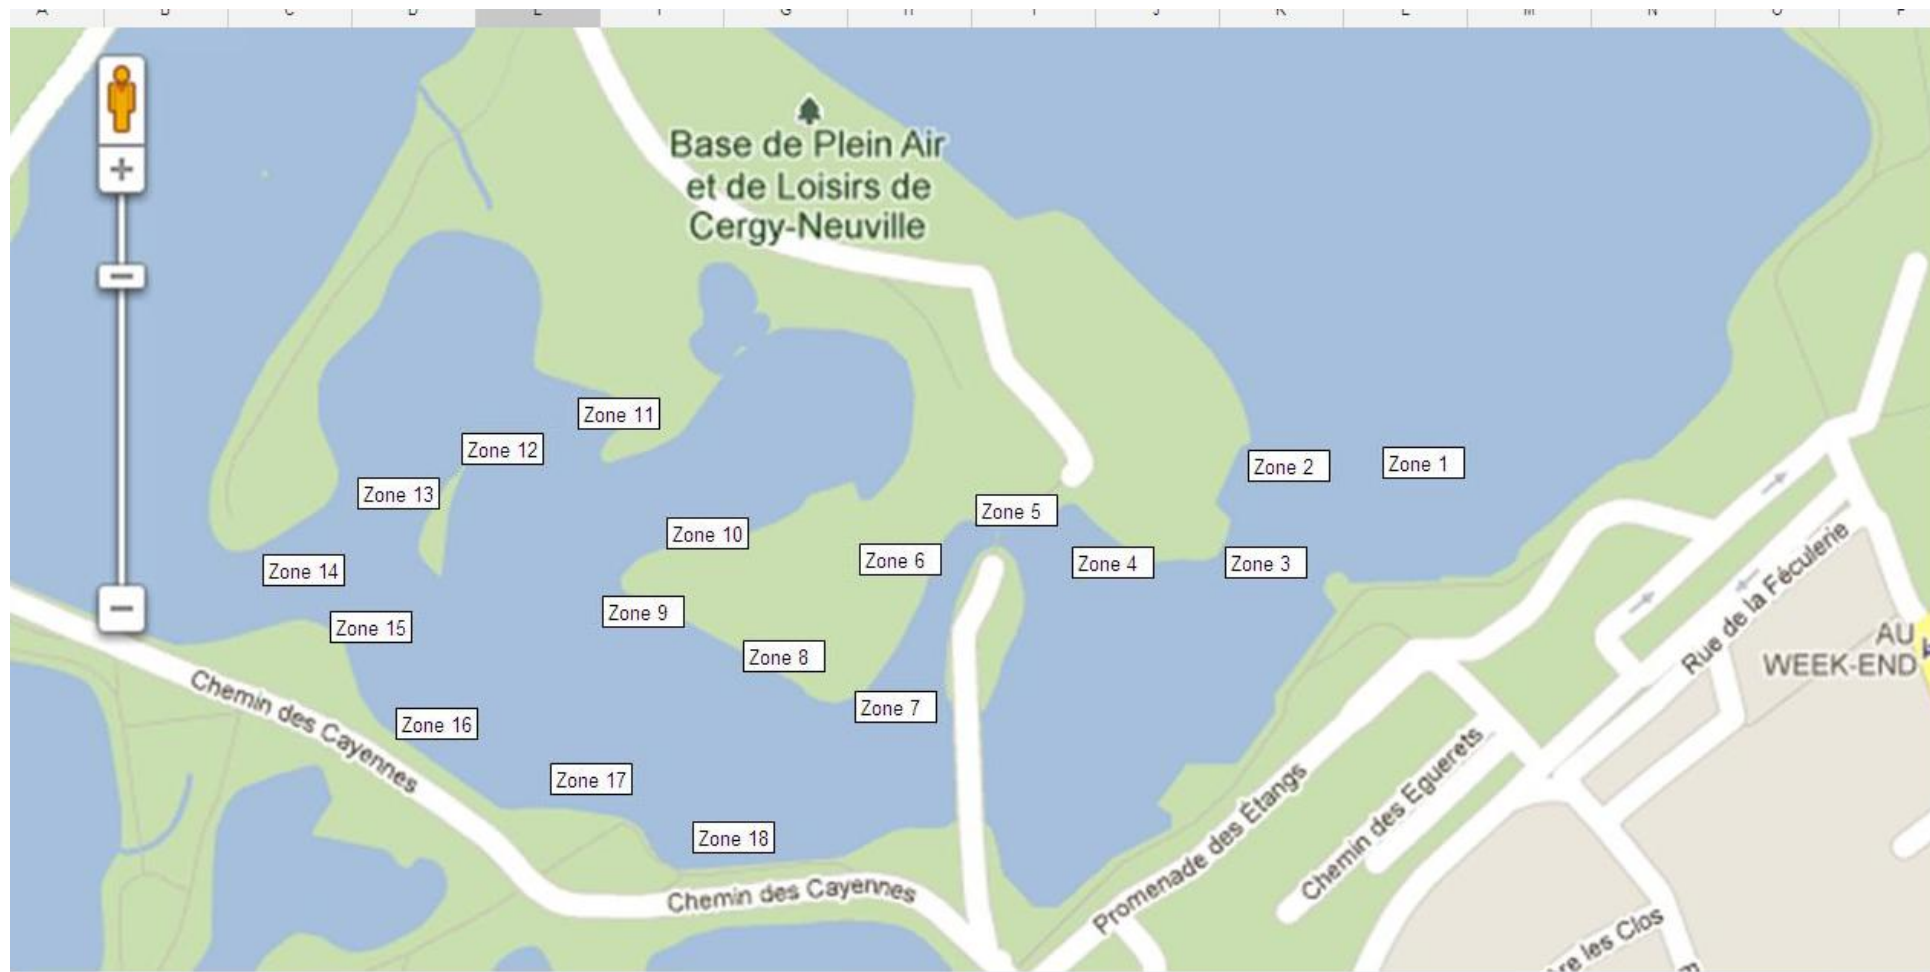 A B C D E F G H I J K L M N O P
Base de Plein Air
et de Loisirs de
Cergy-Neuville
Zone 11
Zone 12
Zone 2
Zone 1
Zone 13
Zone 5
Zone 10
Zone 6
Zone 4
Zone 3
Zone 14
Zone 9
Zone 15
Zone 8
Zone 7
Zone 16
Zone 17
Zone 18
Rue de la Féculerie
AU
WEEK-END
Chemin des Cayennes
Chemin des Cayennes
Promenade des Étangs
Chemin des Eguerets
re les Clos